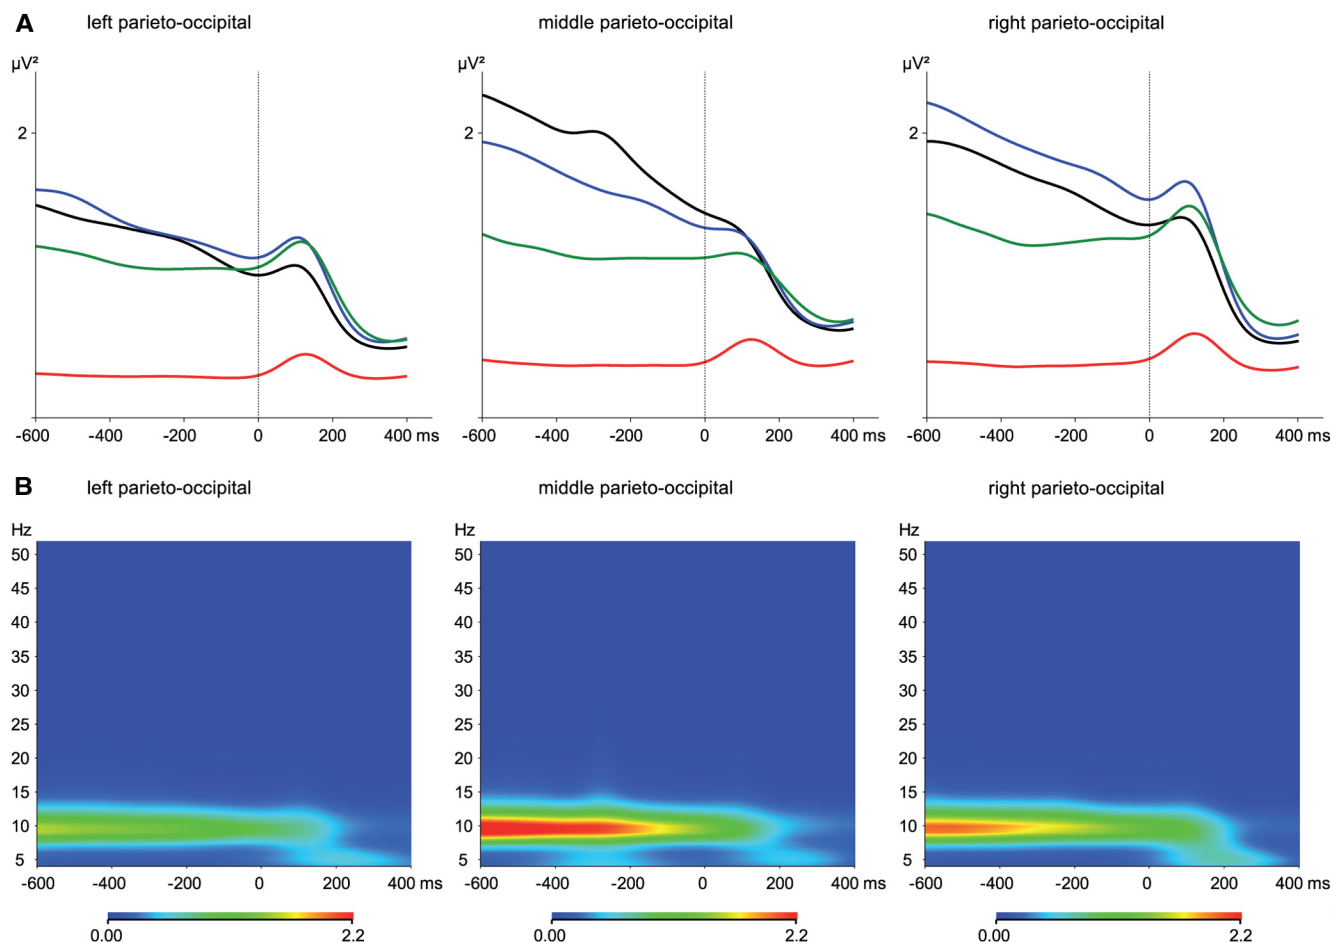 A left parieto-occipital middle parieto-occipital right parieto-occipital
µV² µV² µV²
2 2
-600 -400 -200 0 200 400 ms -600 -400 -200 0 200 400 ms -600 -400 -200 0 200 400 ms
B left parieto-occipital middle parieto-occipital right parieto-occipital
Hz Hz Hz
50 50 50
45 45 45
40 40 40
35 35 35
30 30 30
25 25 25
20 20 20
15 15 15
10 10 10
5 5 5
-600 -400 -200 0 200 400 ms -600 -400 -200 0 200 400 ms -600 -400 -200 0 200 400 ms
0.00 2.2 0.00 2.2 0.00 2.2